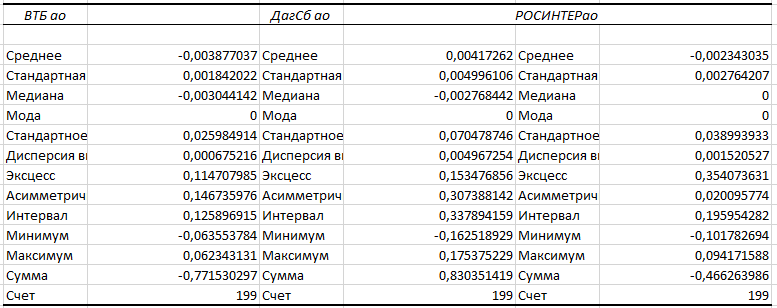 ВТБ ао ДагСб ао РОСИНТЕРао
Среднее -0,003877037 Среднее 0,00417262 Среднее -0,002343035
Стандартная 0,001842022 Стандартная 0,004996106 Стандартная 0,002764207
Медиана -0,003044142 Медиана -0,002768442 Медиана 0
Мода 0 Мода 0 Мода 0
Стандартное 0,025984914 Стандартное 0,070478746 Стандартное 0,038993933
Дисперсия вы 0,000675216 Дисперсия вы 0,004967254 Дисперсия вы 0,001520527
Эксцесс 0,114707985 Эксцесс 0,153476856 Эксцесс 0,354073631
Асимметрич 0,146735976 Асимметрич 0,307388142 Асимметрич 0,020095774
Интервал 0,125896915 Интервал 0,337894159 Интервал 0,195954282
Минимум -0,063553784 Минимум -0,162518929 Минимум -0,101782694
Максимум 0,062343131 Максимум 0,175375229 Максимум 0,094171588
Сумма -0,771530297 Сумма 0,830351419 Сумма -0,466263986
Счет 199 Счет 199 Счет 199